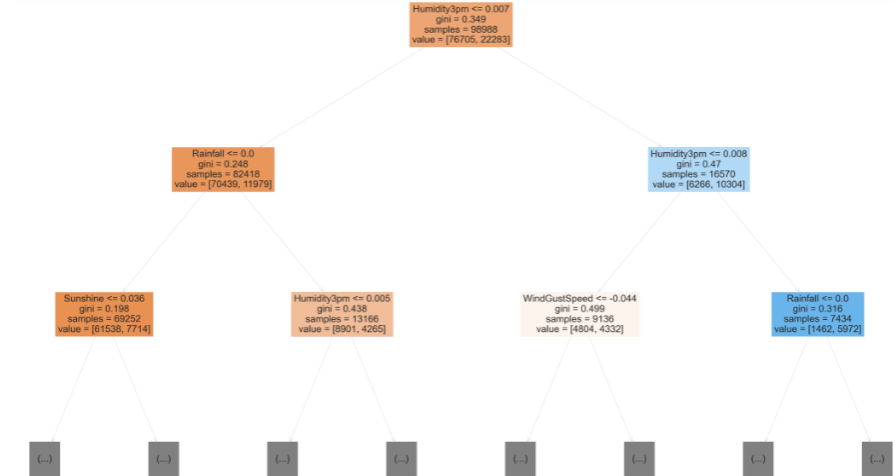 Humidity3pm <= 0.007
gini = 0.349
samples = 98988
value = [76705, 22283]
Rainfall <= 0.0
gini = 0.248
samples = 82418
value = [70439, 11979]
Humidity3pm <= 0.008
gini = 0.47
samples = 16570
value = [6266, 10304]
Sunshine <= 0.036
gini = 0.198
samples = 69252
value = [61538, 7714]
Humidity3pm <= 0.005
gini = 0.438
samples = 13166
value = [8901, 4265]
WindGustSpeed <= -0.044
gini = 0.499
samples = 9136
value = [4804, 4332]
Rainfall <= 0.0
gini = 0.316
samples = 7434
value = [1462, 5972]
(...)
(...)
(...)
(...)
(...)
(...)
(...)
(...)